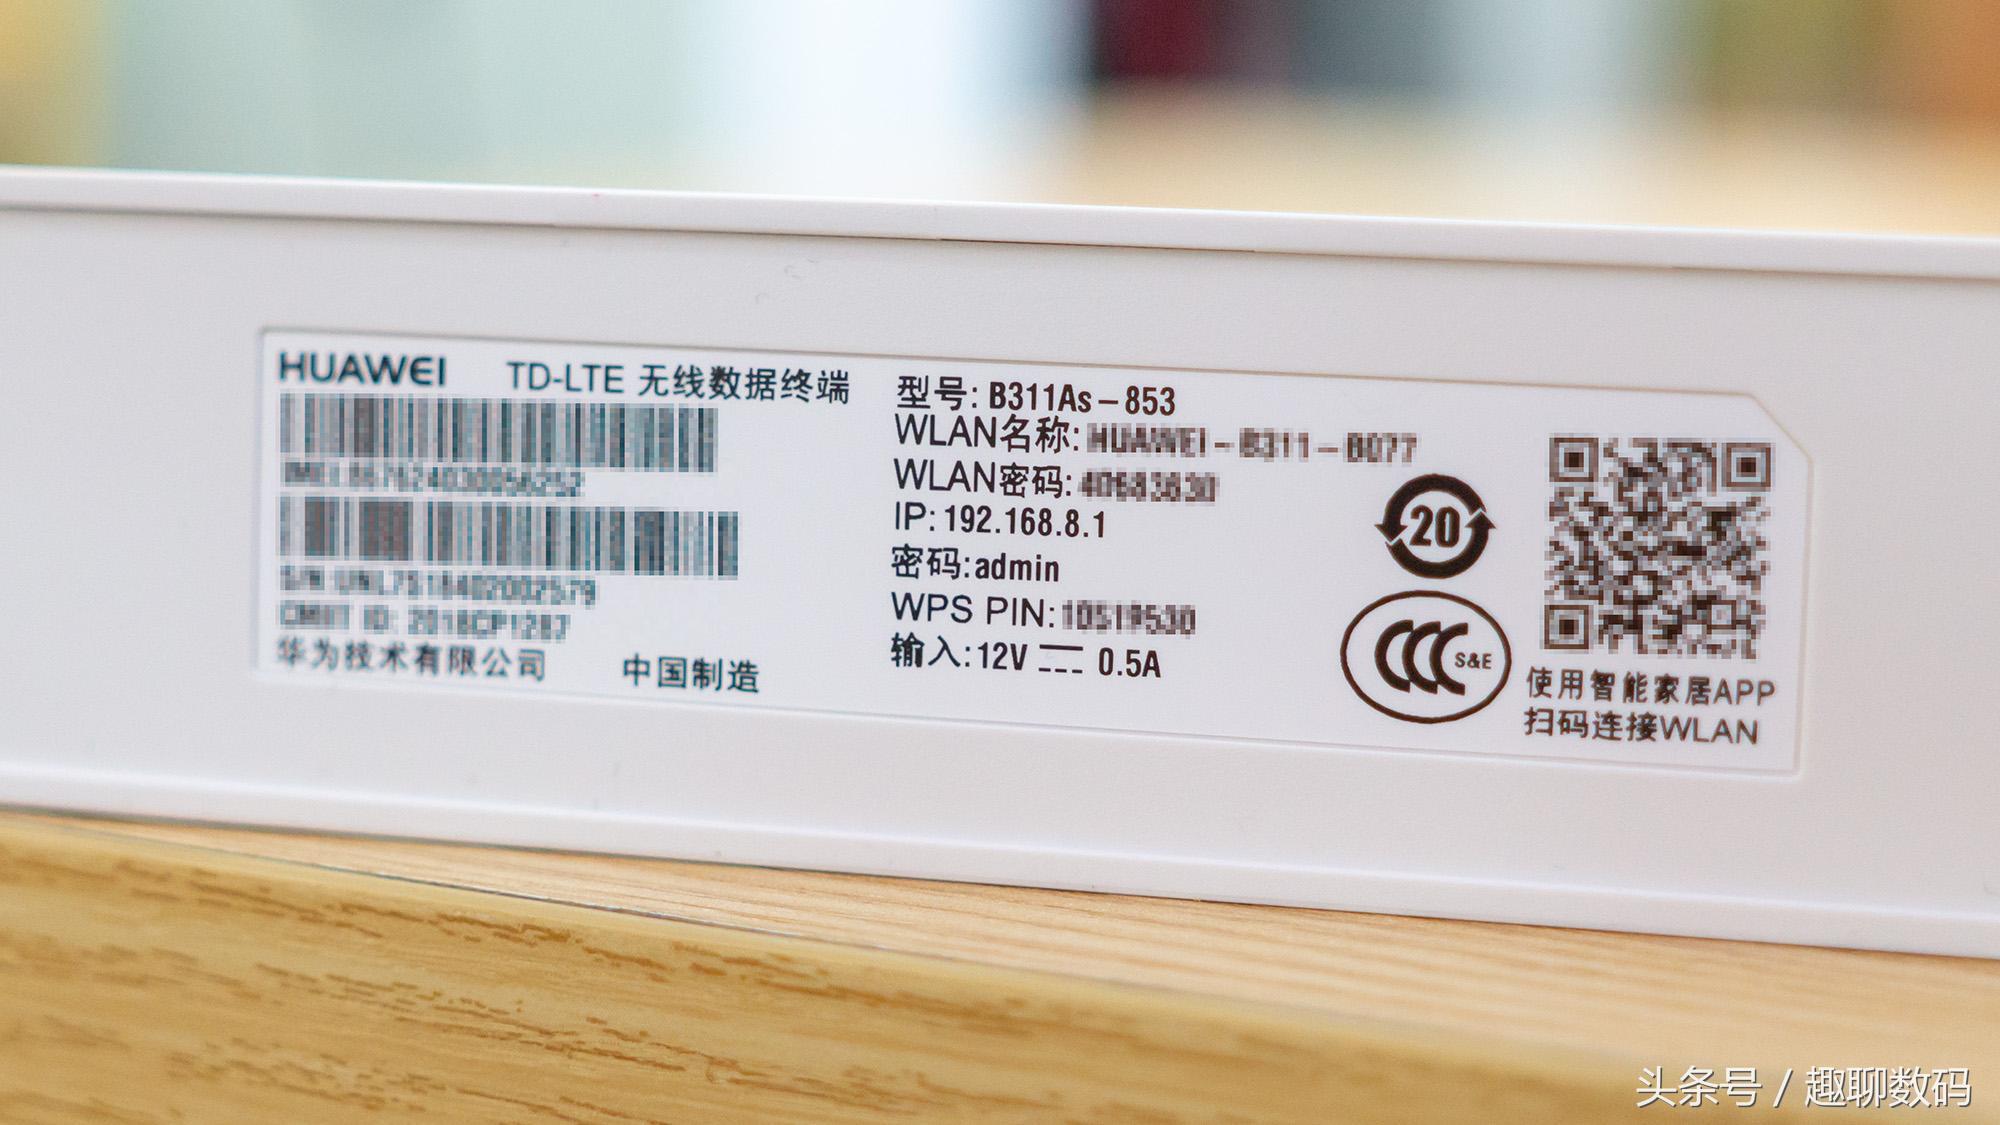 HUAWEI TD-LTE 无线数据终端
华为技术有限公司 中国制造
型号: B311As-853
WLAN名称:
WLAN密码:
IP: 192.168.8.1
密码:admin
WPS PIN:
输入: 12V 0.5A
20
CCC S&E
使用智能家居APP
扫码连接WLAN
头条号 / 趣聊数码